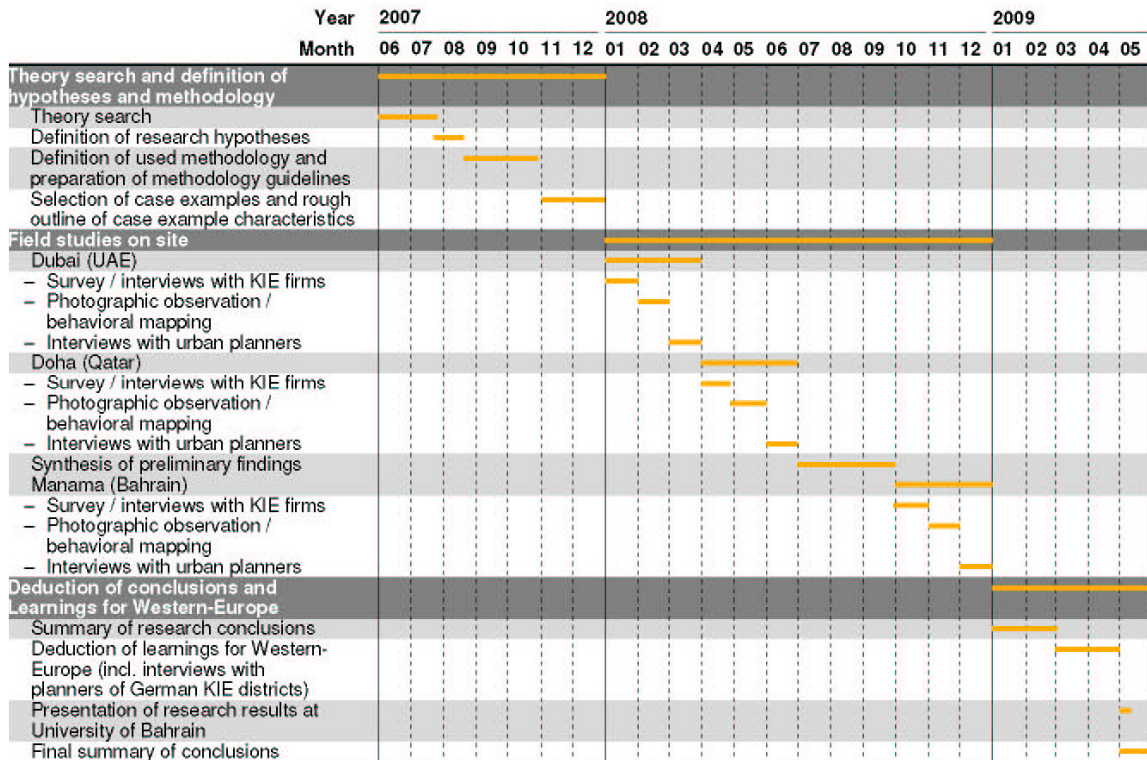 Year 2007 2008 2009
Month 06 07 08 09 10 11 12 01 02 03 04 05 06 07 08 09 10 11 12 01 02 03 04 05
Theory search and definition of
hypotheses and methodology
Theory search
Definition of research hypotheses
Definition of used methodology and
preparation of methodology guidelines
Selection of case examples and rough
outline of case example characteristics
Field studies on site
Dubai (UAE)
– Survey / interviews with KIE firms
– Photographic observation /
behavioral mapping
– Interviews with urban planners
Doha (Qatar)
– Survey / interviews with KIE firms
– Photographic observation /
behavioral mapping
– Interviews with urban planners
Synthesis of preliminary findings
Manama (Bahrain)
– Survey / interviews with KIE firms
– Photographic observation /
behavioral mapping
– Interviews with urban planners
Deduction of conclusions and
Learnings for Western-Europe
Summary of research conclusions
Deduction of learnings for Western-
Europe (incl. interviews with
planners of German KIE districts)
Presentation of research results at
University of Bahrain
Final summary of conclusions